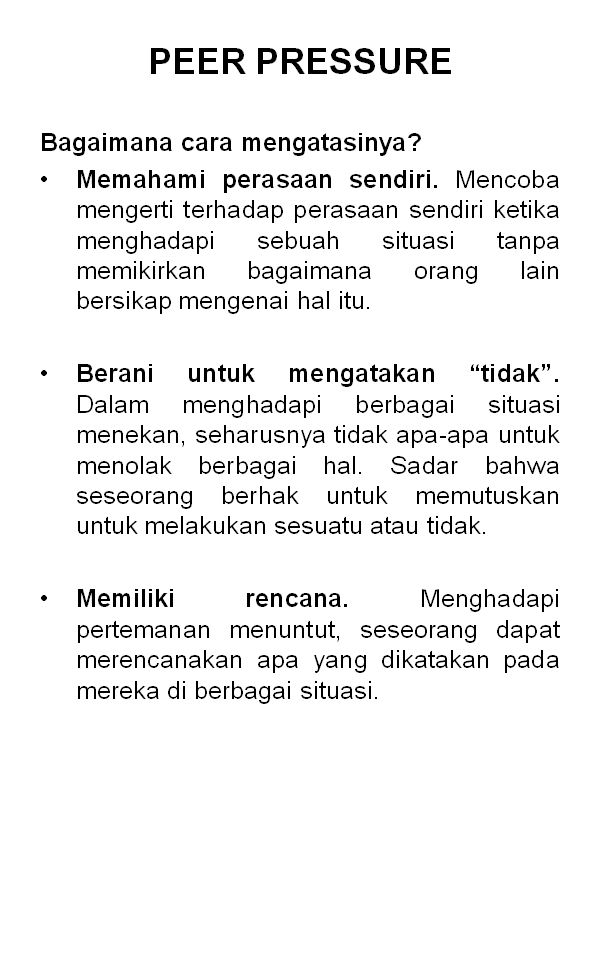 PEER PRESSURE
Bagaimana cara mengatasinya?
• Memahami perasaan sendiri. Mencoba
mengerti terhadap perasaan sendiri ketika
menghadapi sebuah situasi tanpa
memikirkan bagaimana orang lain
bersikap mengenai hal itu.
• Berani untuk mengatakan “tidak”.
Dalam menghadapi berbagai situasi
menekan, seharusnya tidak apa-apa untuk
menolak berbagai hal. Sadar bahwa
seseorang berhak untuk memutuskan
untuk melakukan sesuatu atau tidak.
• Memiliki rencana. Menghadapi
pertemanan menuntut, seseorang dapat
merencanakan apa yang dikatakan pada
mereka di berbagai situasi.